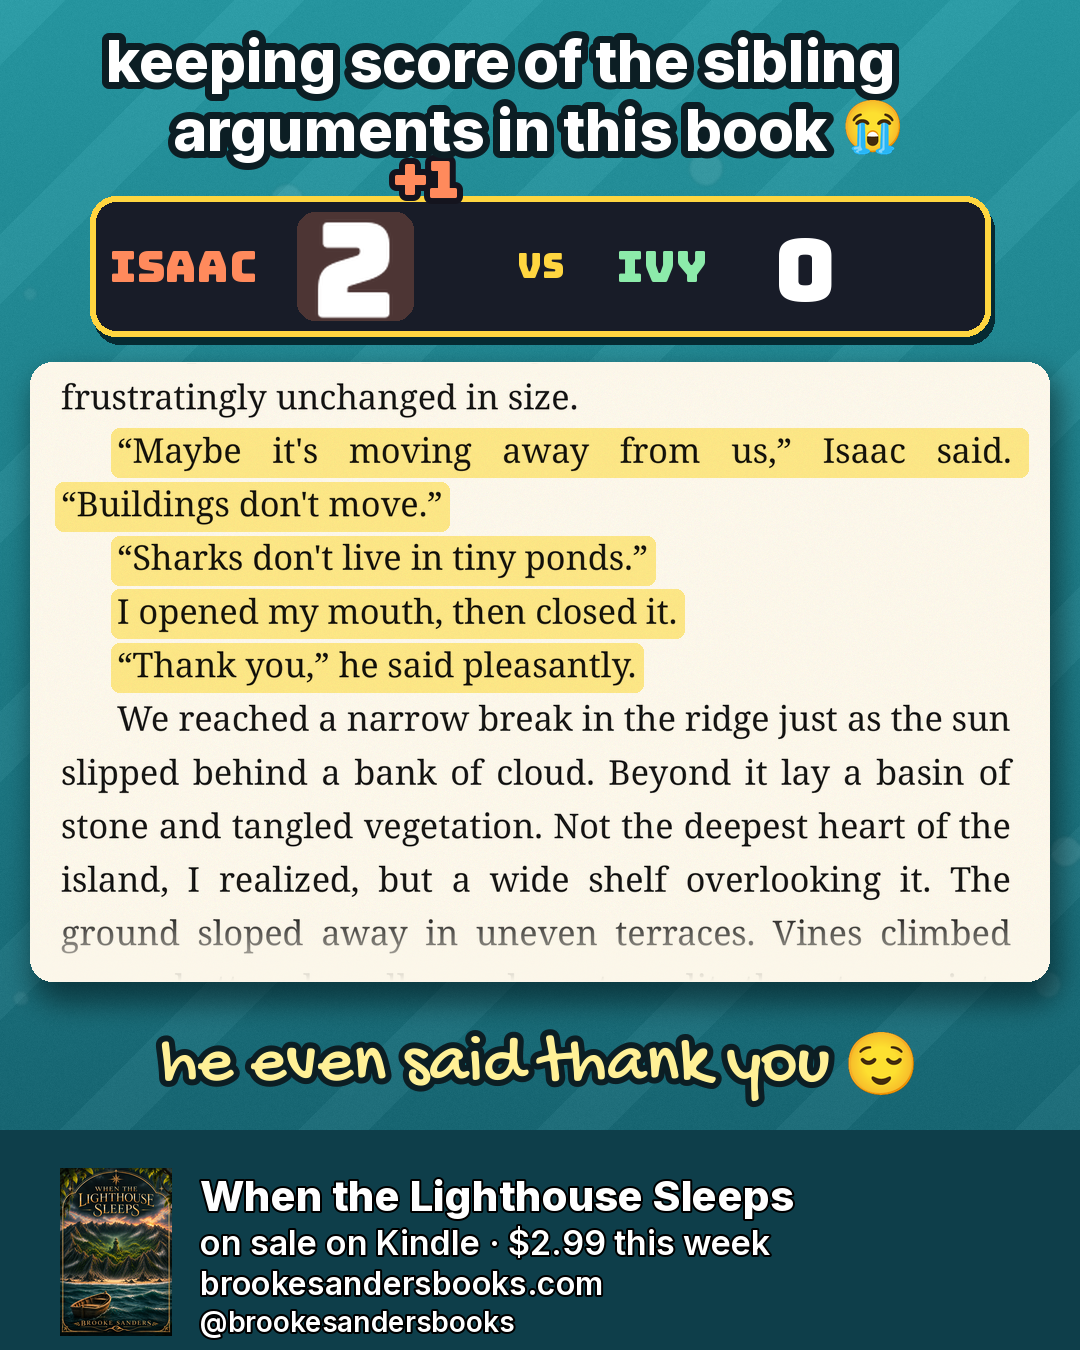 keeping score of the sibling
arguments in this book 😭
+1
ISAAC 2 VS IVY 0
frustratingly unchanged in size.
“Maybe it's moving away from us,” Isaac said.
“Buildings don't move.”
“Sharks don't live in tiny ponds.”
I opened my mouth, then closed it.
“Thank you,” he said pleasantly.
We reached a narrow break in the ridge just as the sun
slipped behind a bank of cloud. Beyond it lay a basin of
stone and tangled vegetation. Not the deepest heart of the
island, I realized, but a wide shelf overlooking it. The
ground sloped away in uneven terraces. Vines climbed
he even said thank you 😌
WHEN THE
LIGHTHOUSE
SLEEPS
BROOKE SANDERS
When the Lighthouse Sleeps
on sale on Kindle · $2.99 this week
brookesandersbooks.com
@brookesandersbooks